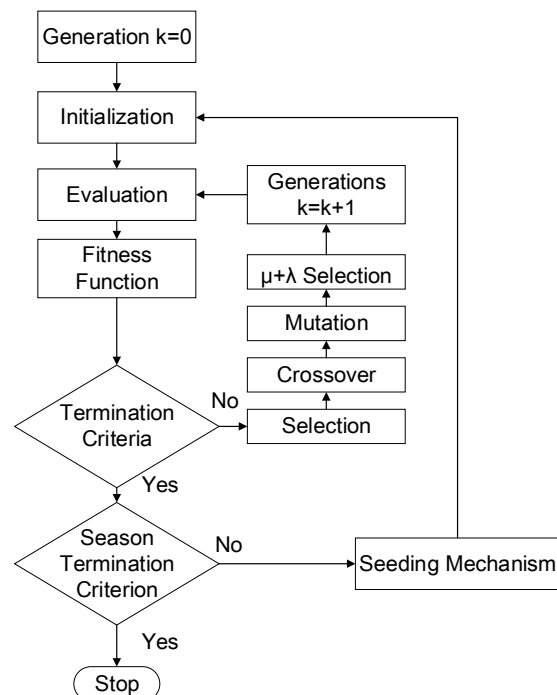 Generation k=0
Initialization
Evaluation
Generations
k=k+1
Fitness
Function
μ+λ Selection
Mutation
Crossover
Termination
Criteria
No
Selection
Yes
Season
Termination
Criterion
No
Seeding Mechanism
Yes
Stop